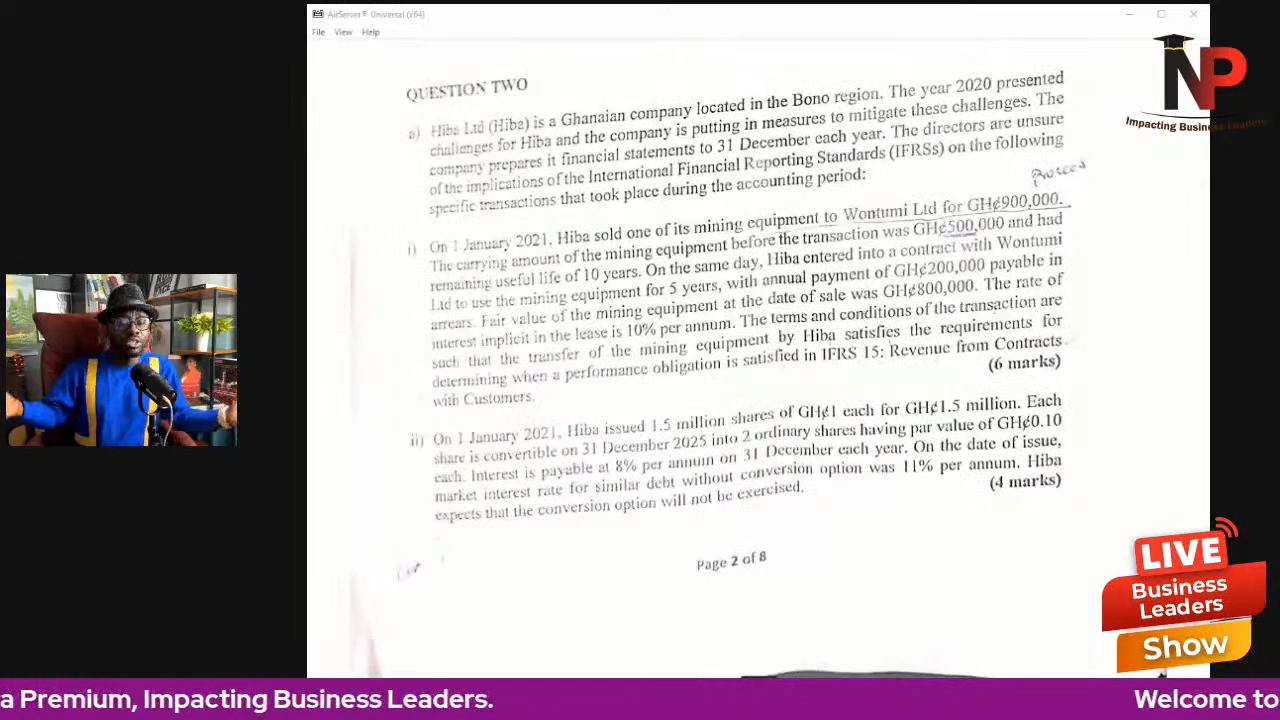 AirServer® Universal (x64)
File View Help
QUESTION TWO
a) Hiba Ltd (Hiba) is a Ghanaian company located in the Bono region. The year 2020 presented
challenges for Hiba and the company is putting in measures to mitigate these challenges. The
company prepares it financial statements to 31 December each year. The directors are unsure
of the implications of the International Financial Reporting Standards (IFRSs) on the following
specific transactions that took place during the accounting period:
i) On 1 January 2021, Hiba sold one of its mining equipment to Wontumi Ltd for GH¢900,000.
The carrying amount of the mining equipment before the transaction was GH¢500,000 and had
remaining useful life of 10 years. On the same day, Hiba entered into a contract with Wontumi
Ltd to use the mining equipment for 5 years, with annual payment of GH¢200,000 payable in
arrears. Fair value of the mining equipment at the date of sale was GH¢800,000. The rate of
interest implicit in the lease is 10% per annum. The terms and conditions of the transaction are
such that the transfer of the mining equipment by Hiba satisfies the requirements for
determining when a performance obligation is satisfied in IFRS 15: Revenue from Contracts
with Customers.
(6 marks)
ii) On 1 January 2021, Hiba issued 1.5 million shares of GH¢1 each for GH¢1.5 million. Each
share is convertible on 31 December 2025 into 2 ordinary shares having par value of GH¢0.10
each. Interest is payable at 8% per annum on 31 December each year. On the date of issue,
market interest rate for similar debt without conversion option was 11% per annum. Hiba
expects that the conversion option will not be exercised.
(4 marks)
Page 2 of 8
NP
Impacting Business Leaders
LIVE
Business
Leaders
Show
a Premium, Impacting Business Leaders.
Welcome to